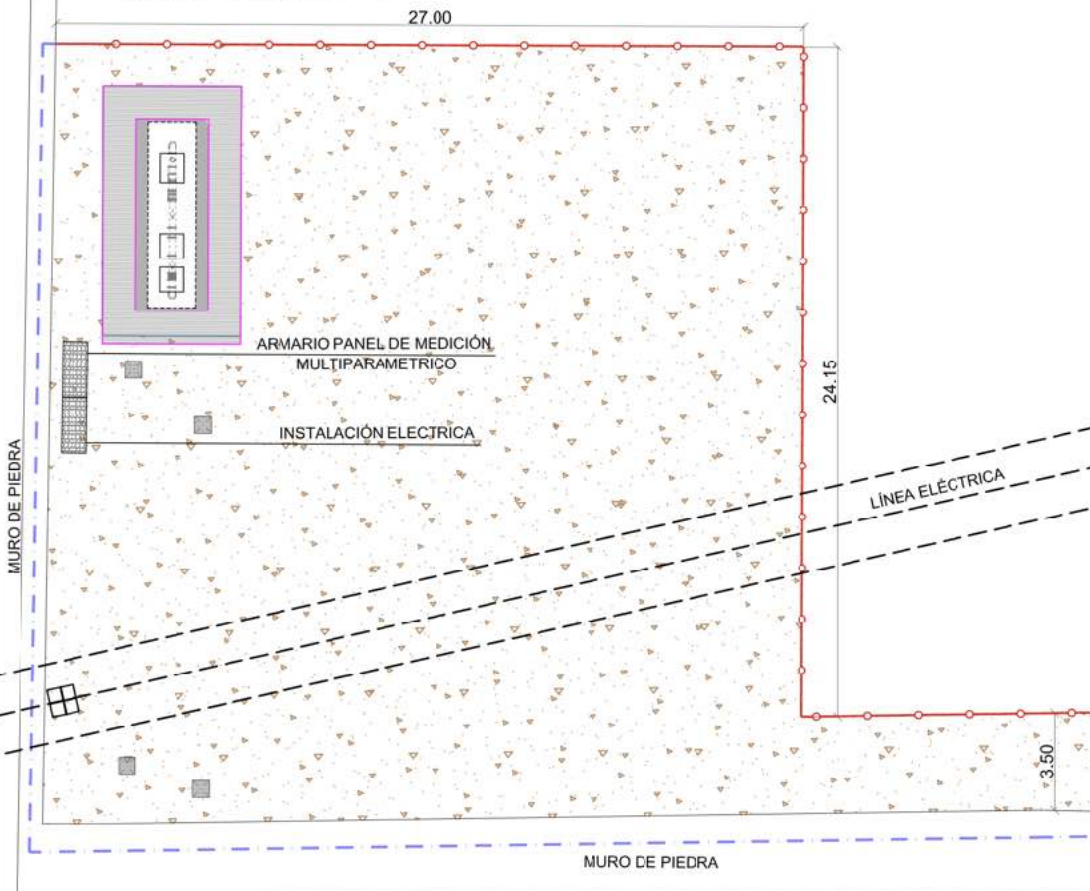 27.00
ARMARIO PANEL DE MEDICIÓN
MULTIPARAMETRICO
24.15
INSTALACIÓN ELECTRICA
LÍNEA ELÉCTRICA
MURO DE PIEDRA
3.50
MURO DE PIEDRA